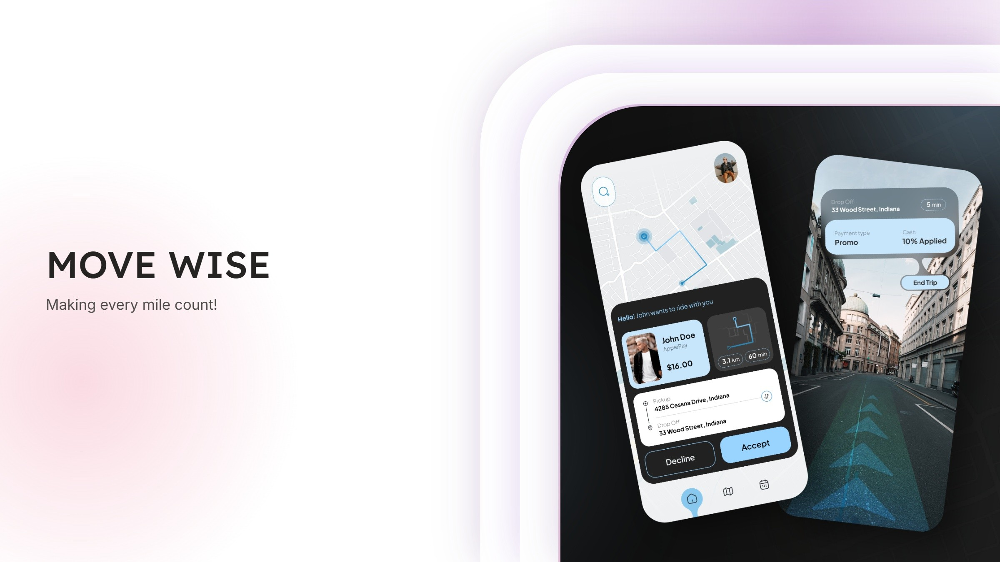 MOVE WISE
Making every mile count!
Hello! John wants to ride with you
John Doe
ApplePay
$16.00
3.1 km
60 min
Pickup
4285 Cessna Drive, Indiana
Drop Off
33 Wood Street, Indiana
Decline
Accept
Drop Off
33 Wood Street, Indiana
5 min
Payment type
Promo
Cash
10% Applied
End Trip